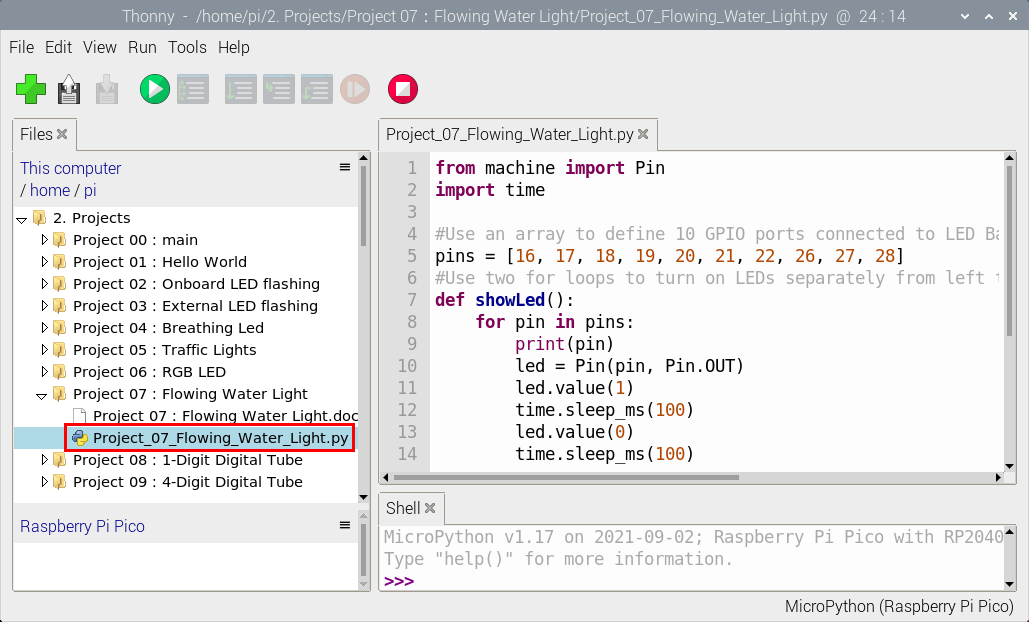 Thonny - /home/pi/2. Projects/Project 07 : Flowing Water Light/Project_07_Flowing_Water_Light.py @ 24 : 14
File Edit View Run Tools Help
Files
This computer
/ home / pi
2. Projects
Project 00 : main
Project 01 : Hello World
Project 02 : Onboard LED flashing
Project 03 : External LED flashing
Project 04 : Breathing Led
Project 05 : Traffic Lights
Project 06 : RGB LED
Project 07 : Flowing Water Light
Project 07 : Flowing Water Light.doc
Project_07_Flowing_Water_Light.py
Project 08 : 1-Digit Digital Tube
Project 09 : 4-Digit Digital Tube
Raspberry Pi Pico
Project_07_Flowing_Water_Light.py
1 from machine import Pin
2 import time
3
4 #Use an array to define 10 GPIO ports connected to LED Ba
5 pins = [16, 17, 18, 19, 20, 21, 22, 26, 27, 28]
6 #Use two for loops to turn on LEDs separately from left t
7 def showLed():
8 for pin in pins:
9 print(pin)
10 led = Pin(pin, Pin.OUT)
11 led.value(1)
12 time.sleep_ms(100)
13 led.value(0)
14 time.sleep_ms(100)
Shell
MicroPython v1.17 on 2021-09-02; Raspberry Pi Pico with RP2040
Type "help()" for more information.
>>>
MicroPython (Raspberry Pi Pico)